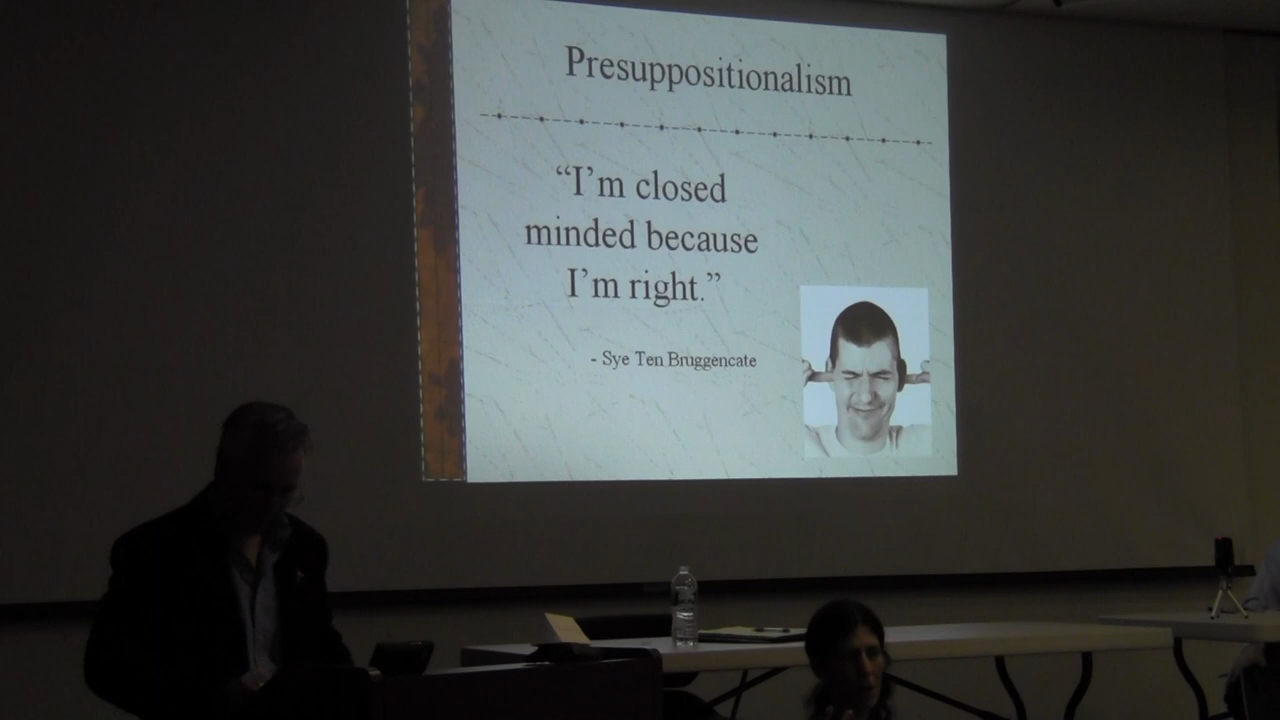 Presuppositionalism
“I’m closed
minded because
I’m right.”
- Sye Ten Bruggencate